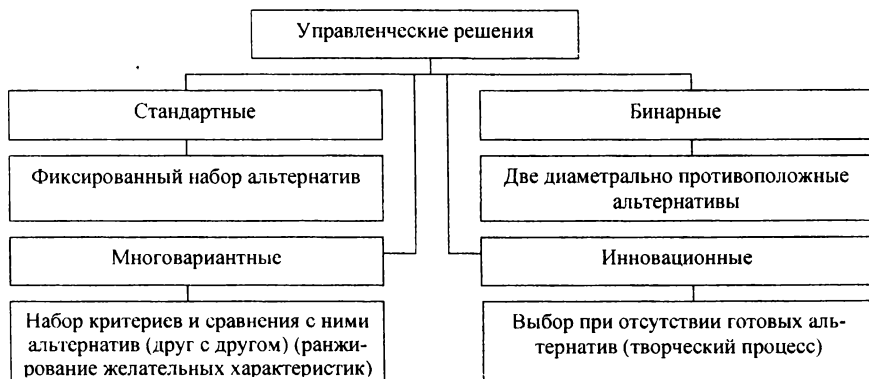 Управленческие решения
Стандартные
Бинарные
Фиксированный набор альтернатив
Две диаметрально противоположные
альтернативы
Многовариантные
Инновационные
Набор критериев и сравнения с ними
альтернатив (друг с другом) (ранжи-
рование желательных характеристик)
Выбор при отсутствии готовых аль-
тернатив (творческий процесс)